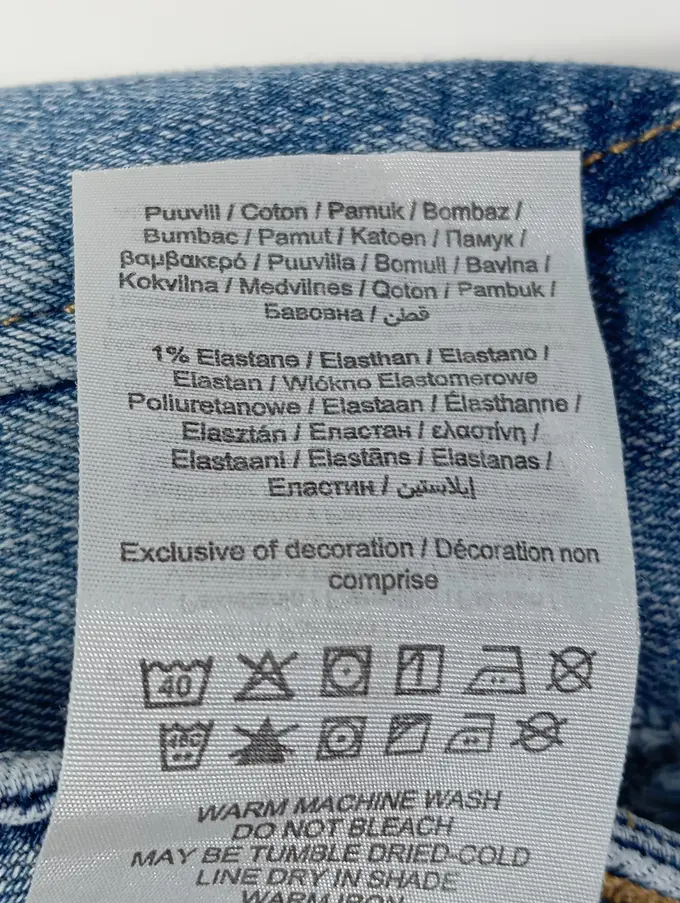 Puuvill / Coton / Pamuk / Bombaz /
Bumbac / Pamut / Katoen / Памук /
βαμβακερό / Puuvilla / Bomull / Bavlna /
Kokvilna / Medvilnes / Qoton / Pambuk /
Бавовна / قطن
1% Elastane / Elasthan / Elastano /
Elastan / Włókno Elastomerowe
Poliuretanowe / Elastaan / Élasthanne /
Elasztán / Еластан / ελαστίνη /
Elastaani / Elastāns / Elastanas /
Еластин / إيلاستين
Exclusive of decoration / Décoration non
comprise
40
WARM MACHINE WASH
DO NOT BLEACH
MAY BE TUMBLE DRIED-COLD
LINE DRY IN SHADE
WARM IRON